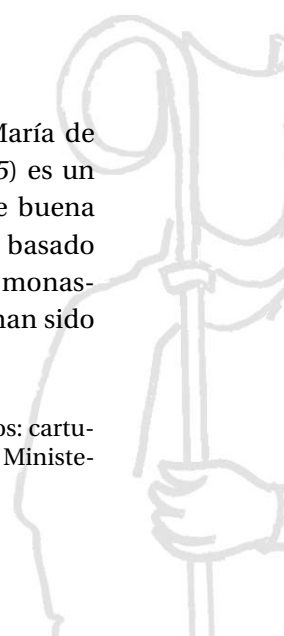 María de
5) es un
e buena
basado
monas-
han sido
os: cartu-
Ministe-